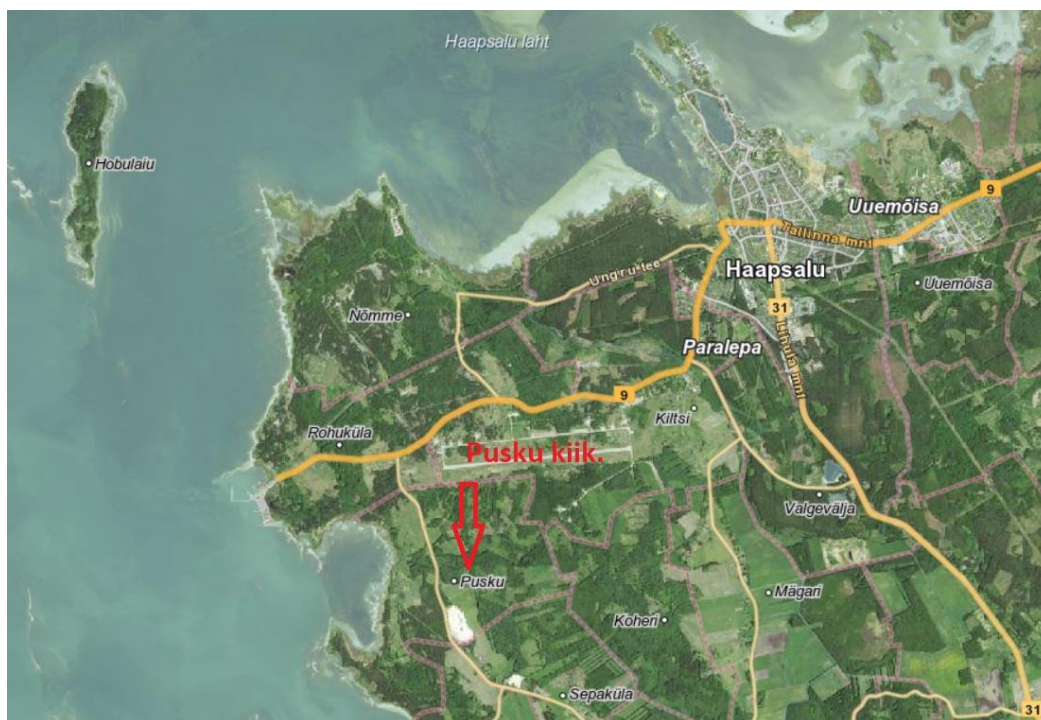 Haapsalu laht
Hobulaiu
Uuemõisa
9
Tallinna mnt
Haapsalu
Ungru tee
Uuemõisa
31
Nõmme
Lihula mnt
Paralepa
9
Kiltsi
Rohuküla
Pusku kiik.
Valgevälja
Pusku
Mägari
Koheri
Sepaküla
31